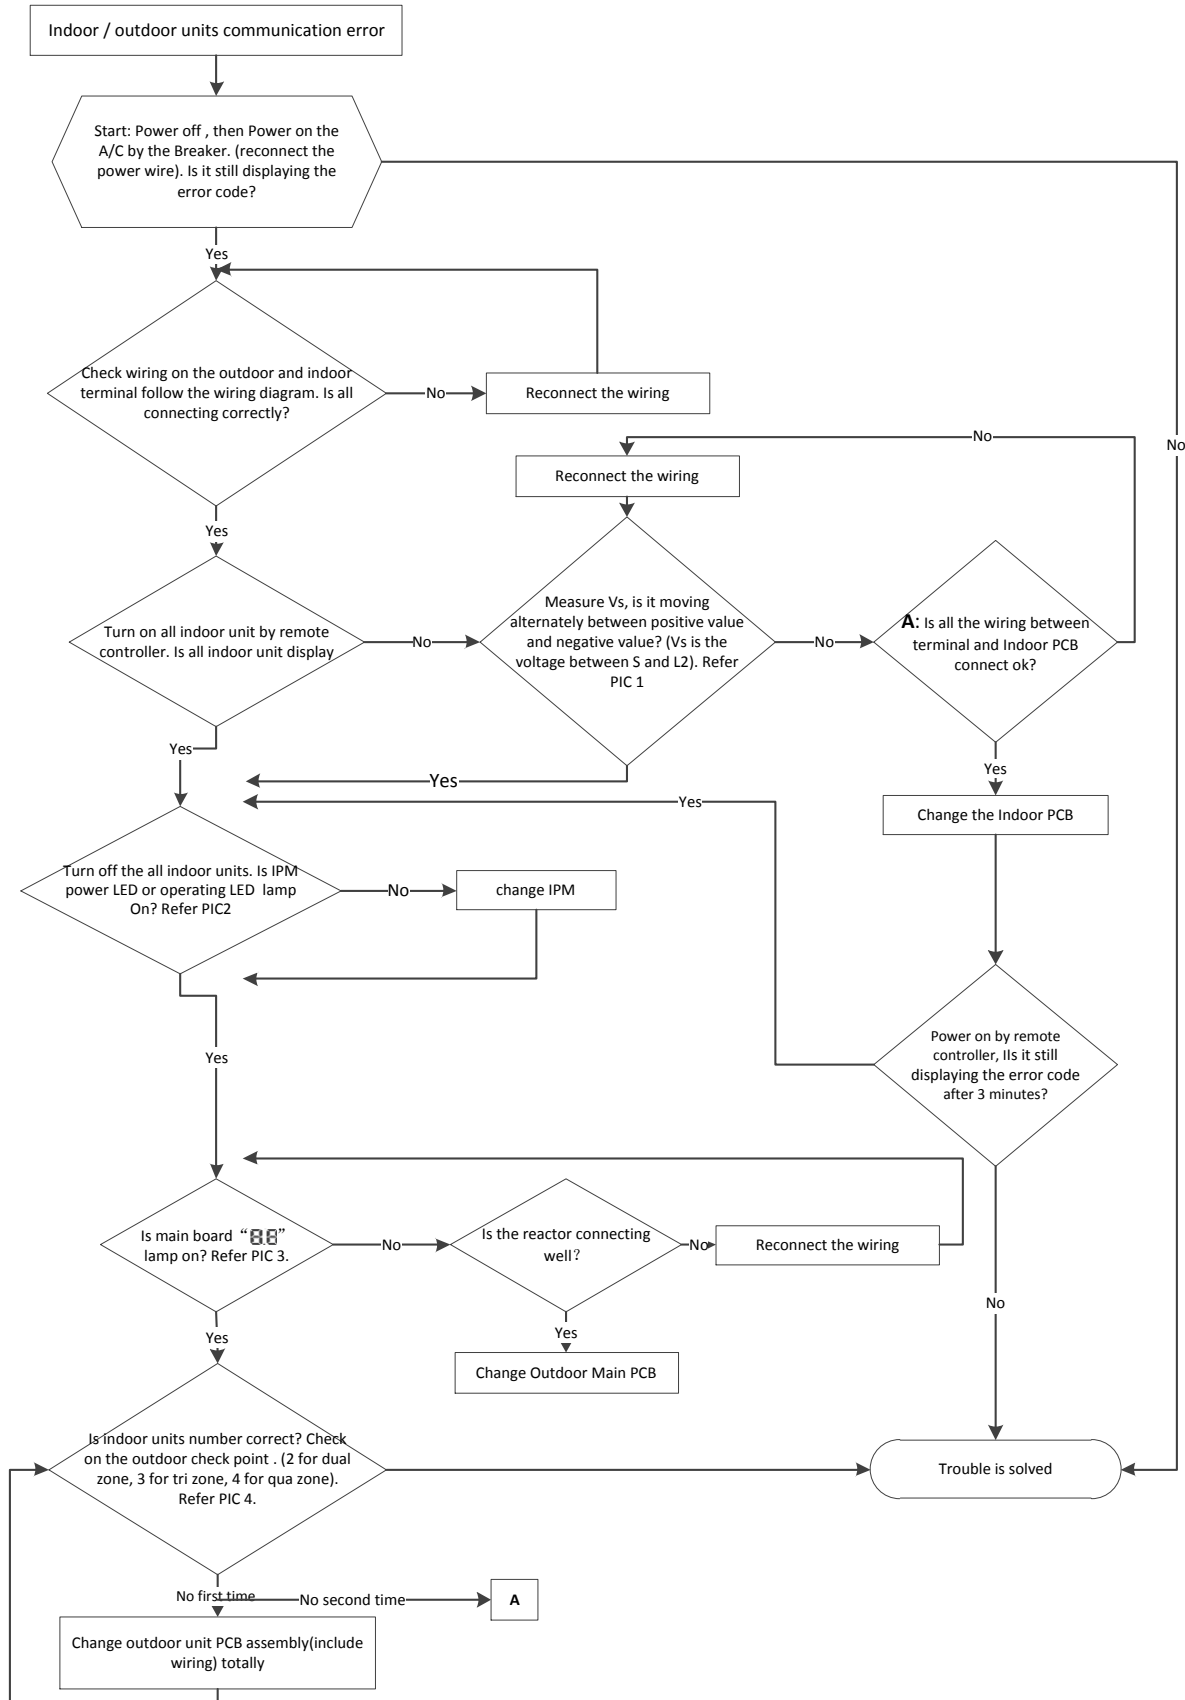 Indoor / outdoor units communication error
Start: Power off , then Power on the
A/C by the Breaker. (reconnect the
power wire). Is it still displaying the
error code?
Yes
Check wiring on the outdoor and indoor
terminal follow the wiring diagram. Is all
connecting correctly?
No
Reconnect the wiring
No
No
Reconnect the wiring
Yes
Turn on all indoor unit by remote
controller. Is all indoor unit display
No
Measure Vs, is it moving
alternately between positive value
and negative value? (Vs is the
voltage between S and L2). Refer
PIC 1
No
A: Is all the wiring between
terminal and Indoor PCB
connect ok?
Yes
Yes
Yes
Yes
Change the Indoor PCB
Turn off the all indoor units. Is IPM
power LED or operating LED lamp
On? Refer PIC2
No
change IPM
Yes
Power on by remote
controller, IIs it still
displaying the error code
after 3 minutes?
No
Is main board “8.8”
lamp on? Refer PIC 3.
No
Is the reactor connecting
well?
No
Reconnect the wiring
Yes
Yes
Change Outdoor Main PCB
Is indoor units number correct? Check
on the outdoor check point . (2 for dual
zone, 3 for tri zone, 4 for qua zone).
Refer PIC 4.
Trouble is solved
No first time
No second time
A
Change outdoor unit PCB assembly(include
wiring) totally